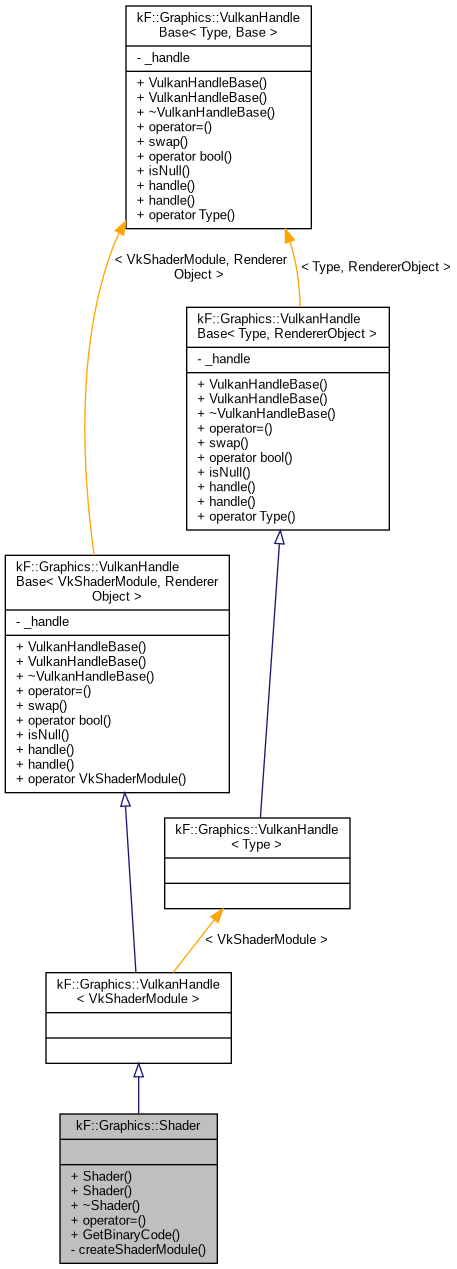 kF::Graphics::VulkanHandle
Base< Type, Base >
- _handle
+ VulkanHandleBase()
+ VulkanHandleBase()
+ ~VulkanHandleBase()
+ operator=()
+ swap()
+ operator bool()
+ isNull()
+ handle()
+ handle()
+ operator Type()
< VkShaderModule, Renderer
Object >
< Type, RendererObject >
kF::Graphics::VulkanHandle
Base< Type, RendererObject >
- _handle
+ VulkanHandleBase()
+ VulkanHandleBase()
+ ~VulkanHandleBase()
+ operator=()
+ swap()
+ operator bool()
+ isNull()
+ handle()
+ handle()
+ operator Type()
kF::Graphics::VulkanHandle
Base< VkShaderModule, Renderer
Object >
- _handle
+ VulkanHandleBase()
+ VulkanHandleBase()
+ ~VulkanHandleBase()
+ operator=()
+ swap()
+ operator bool()
+ isNull()
+ handle()
+ handle()
+ operator VkShaderModule()
kF::Graphics::VulkanHandle
< Type >
< VkShaderModule >
kF::Graphics::VulkanHandle
< VkShaderModule >
kF::Graphics::Shader
+ Shader()
+ Shader()
+ ~Shader()
+ operator=()
+ GetBinaryCode()
- createShaderModule()